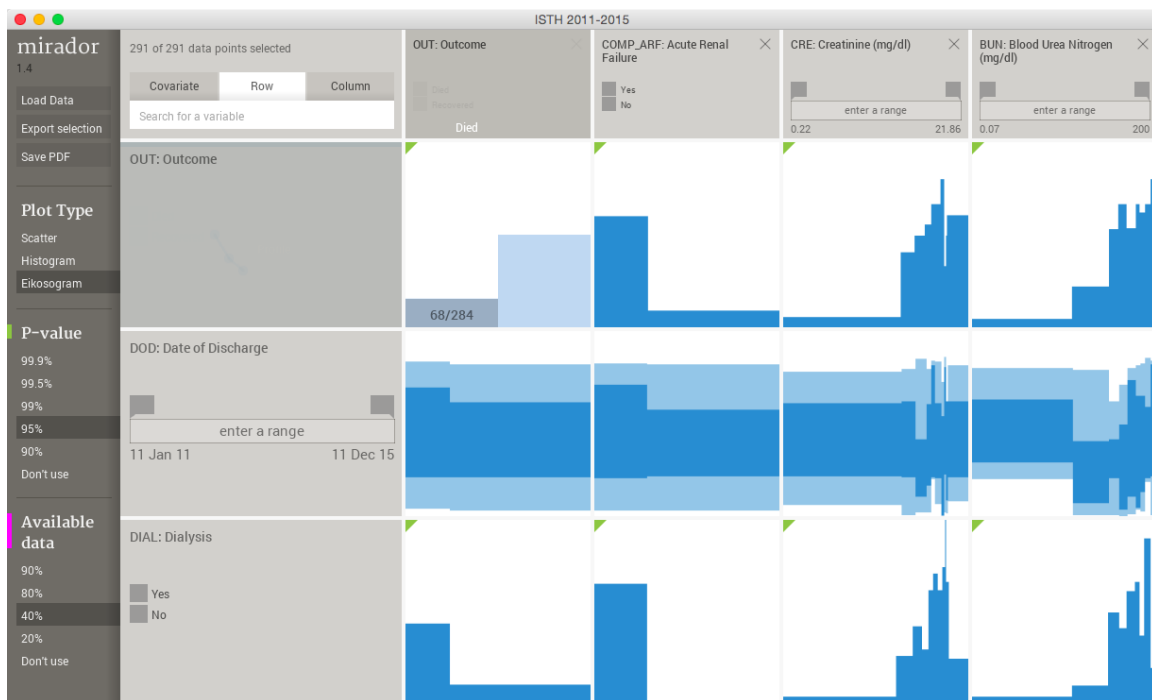 ISTH 2011-2015
mirador
1.4
Load Data
Export selection
Save PDF
Plot Type
Scatter
Histogram
Eikosogram
P-value
99.9%
99.5%
99%
95%
90%
Don't use
Available
data
90%
80%
40%
20%
Don't use
291 of 291 data points selected
Covariate Row Column
Search for a variable
OUT: Outcome
Died
COMP_ARF: Acute Renal
Failure
Yes
No
CRE: Creatinine (mg/dl)
enter a range
0.22 21.86
BUN: Blood Urea Nitrogen
(mg/dl)
enter a range
0.07 200
OUT: Outcome
68/284
DOD: Date of Discharge
enter a range
11 Jan 11 11 Dec 15
DIAL: Dialysis
Yes
No